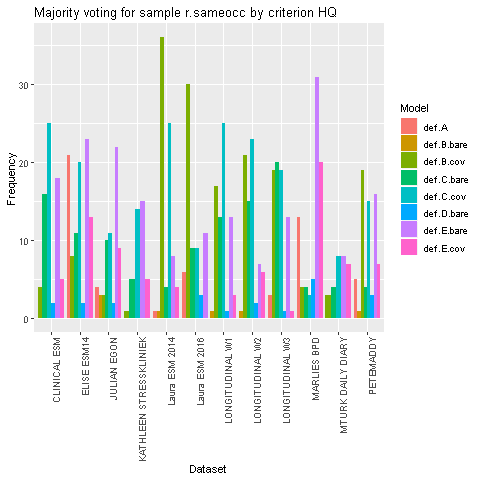 Majority voting for sample r.sameocc by criterion HQ
Frequency
30
20
10
0
CLINICAL ESM
ELISE ESM14
JULIAN EGON
KATHLEEN STRESSKLINIEK
Laura ESM 2014
Laura ESM 2016
LONGITUDINAL W1
LONGITUDINAL W2
LONGITUDINAL W3
MARLIES BPD
MTURK DAILY DIARY
PETEMADDY
Dataset
Model
def.A
def.B.bare
def.B.cov
def.C.bare
def.C.cov
def.D.bare
def.E.bare
def.E.cov